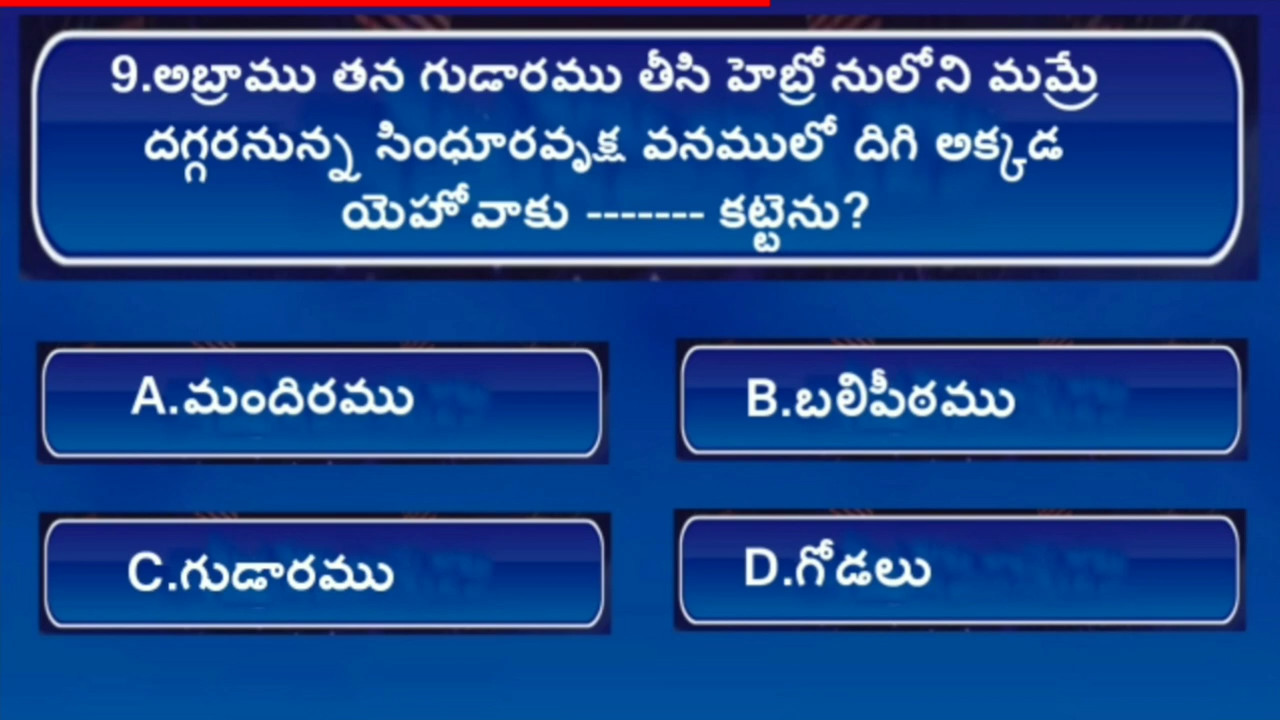 9.అబ్రాము తన గుడారము తీసి హెబ్రోనులోని మమ్రే
దగ్గరనున్న సింధూరవృక్ష వనములో దిగి అక్కడ
యెహోవాకు ------- కట్టెను?
A.మందిరము
B.బలిపీఠము
C.గుడారము
D.గోడలు